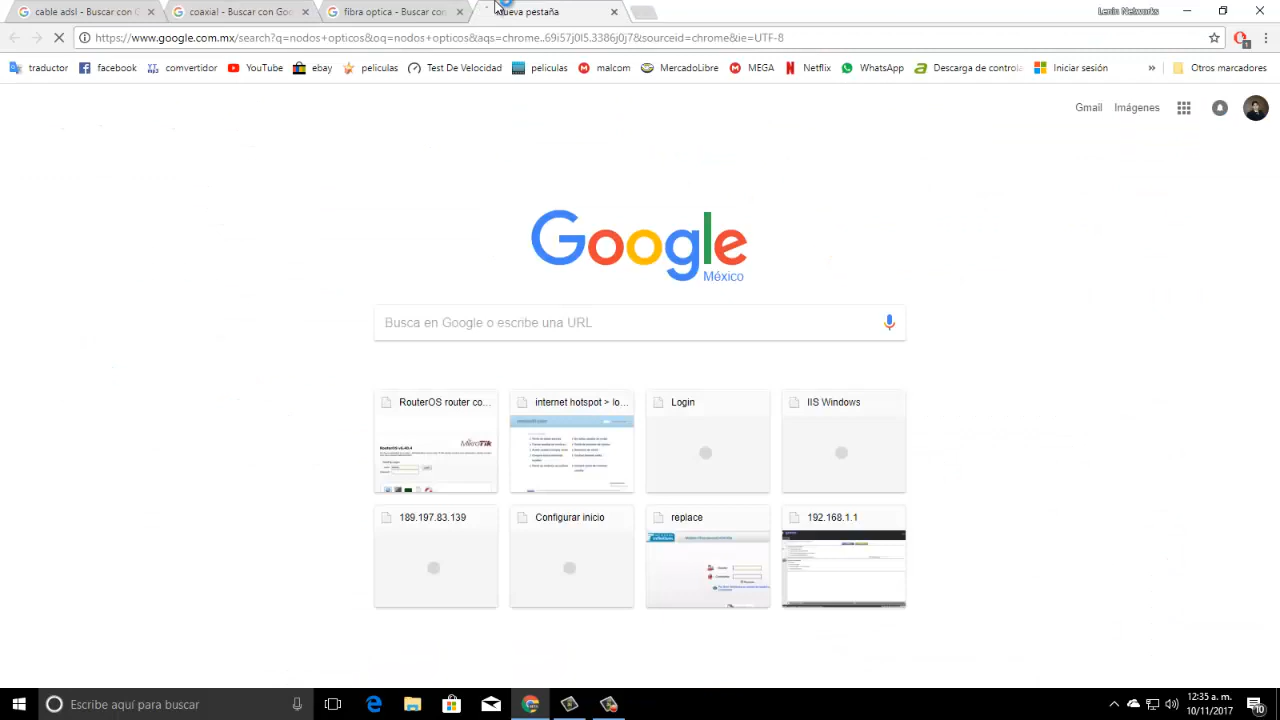 cable adsl - Buscar con G
coaxial - Buscar con Goo
fibra optica - Buscar con
Nueva pestaña
Lenin Networks
https://www.google.com.mx/search?q=nodos+opticos&oq=nodos+opticos&aqs=chrome..69i57j0l5.3386j0j7&sourceid=chrome&ie=UTF-8
traductor
facebook
comvertidor
YouTube
ebay
peliculas
Test De Velocidad
peliculas
malcom
MercadoLibre
MEGA
Netflix
WhatsApp
Descarga de controla
Iniciar sesión
»
Otros marcadores
Gmail
Imágenes
Google
México
Busca en Google o escribe una URL
RouterOS router co...
internet hotspot > lo...
Login
IIS Windows
189.197.83.139
Configurar inicio
replace
192.168.1.1
Escribe aquí para buscar
12:35 a. m.
10/11/2017